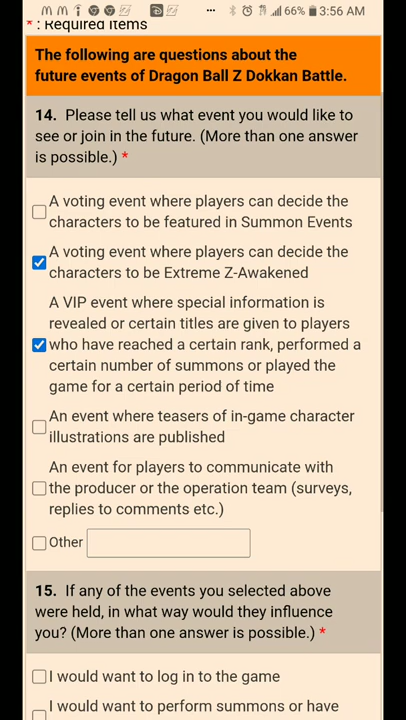 66% 3:56 AM
* : Required items
The following are questions about the
future events of Dragon Ball Z Dokkan Battle.
14. Please tell us what event you would like to
see or join in the future. (More than one answer
is possible.) *
A voting event where players can decide the
characters to be featured in Summon Events
A voting event where players can decide the
characters to be Extreme Z-Awakened
A VIP event where special information is
revealed or certain titles are given to players
who have reached a certain rank, performed a
certain number of summons or played the
game for a certain period of time
An event where teasers of in-game character
illustrations are published
An event for players to communicate with
the producer or the operation team (surveys,
replies to comments etc.)
Other
15. If any of the events you selected above
were held, in what way would they influence
you? (More than one answer is possible.) *
I would want to log in to the game
I would want to perform summons or have